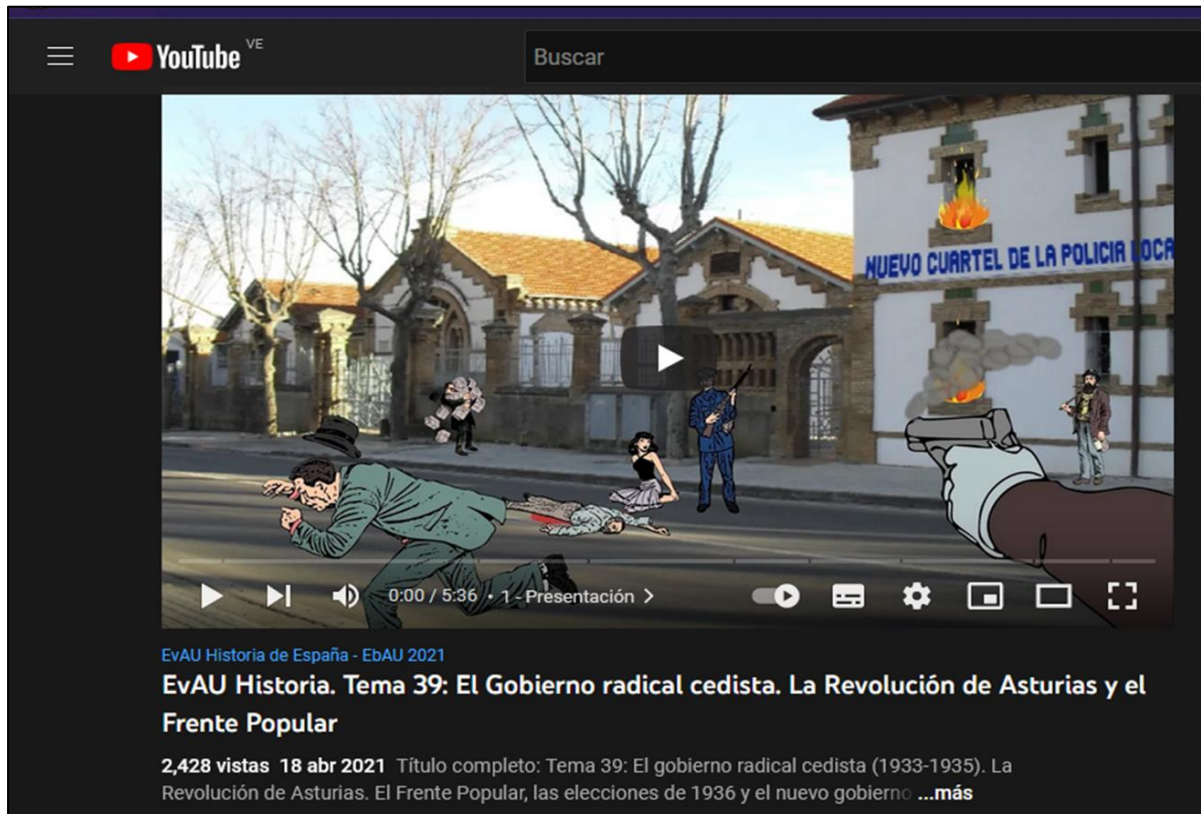 YouTube VE
Buscar
NUEVO CUARTEL DE LA POLICIA LOCA
0:00 / 5:36 • 1 - Presentación >
EvAU Historia de España - EbAU 2021
EvAU Historia. Tema 39: El Gobierno radical cedista. La Revolución de Asturias y el
Frente Popular
2,428 vistas 18 abr 2021 Título completo: Tema 39: El gobierno radical cedista (1933-1935). La
Revolución de Asturias. El Frente Popular, las elecciones de 1936 y el nuevo gobierno ...más